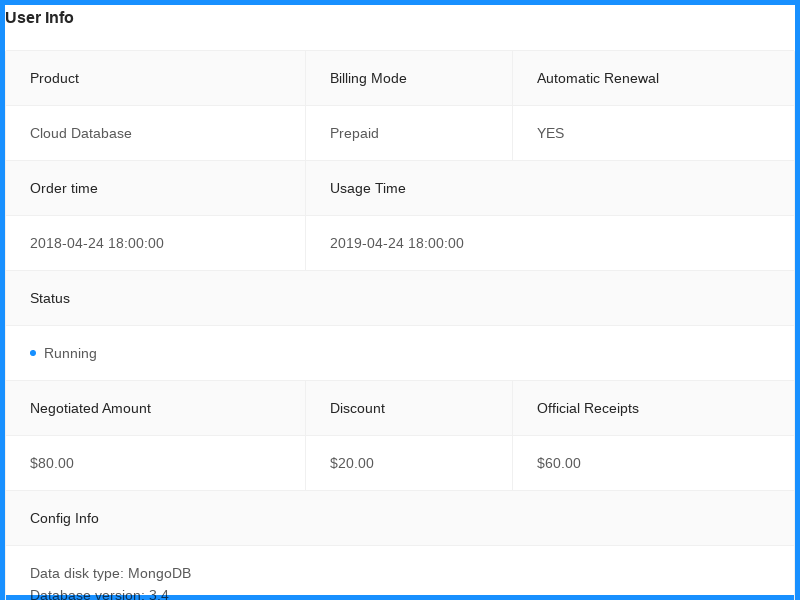 User Info
Product Billing Mode Automatic Renewal
Cloud Database Prepaid YES
Order time Usage Time
2018-04-24 18:00:00 2019-04-24 18:00:00
Status
Running
Negotiated Amount Discount Official Receipts
$80.00 $20.00 $60.00
Config Info
Data disk type: MongoDB
Database version: 3.4